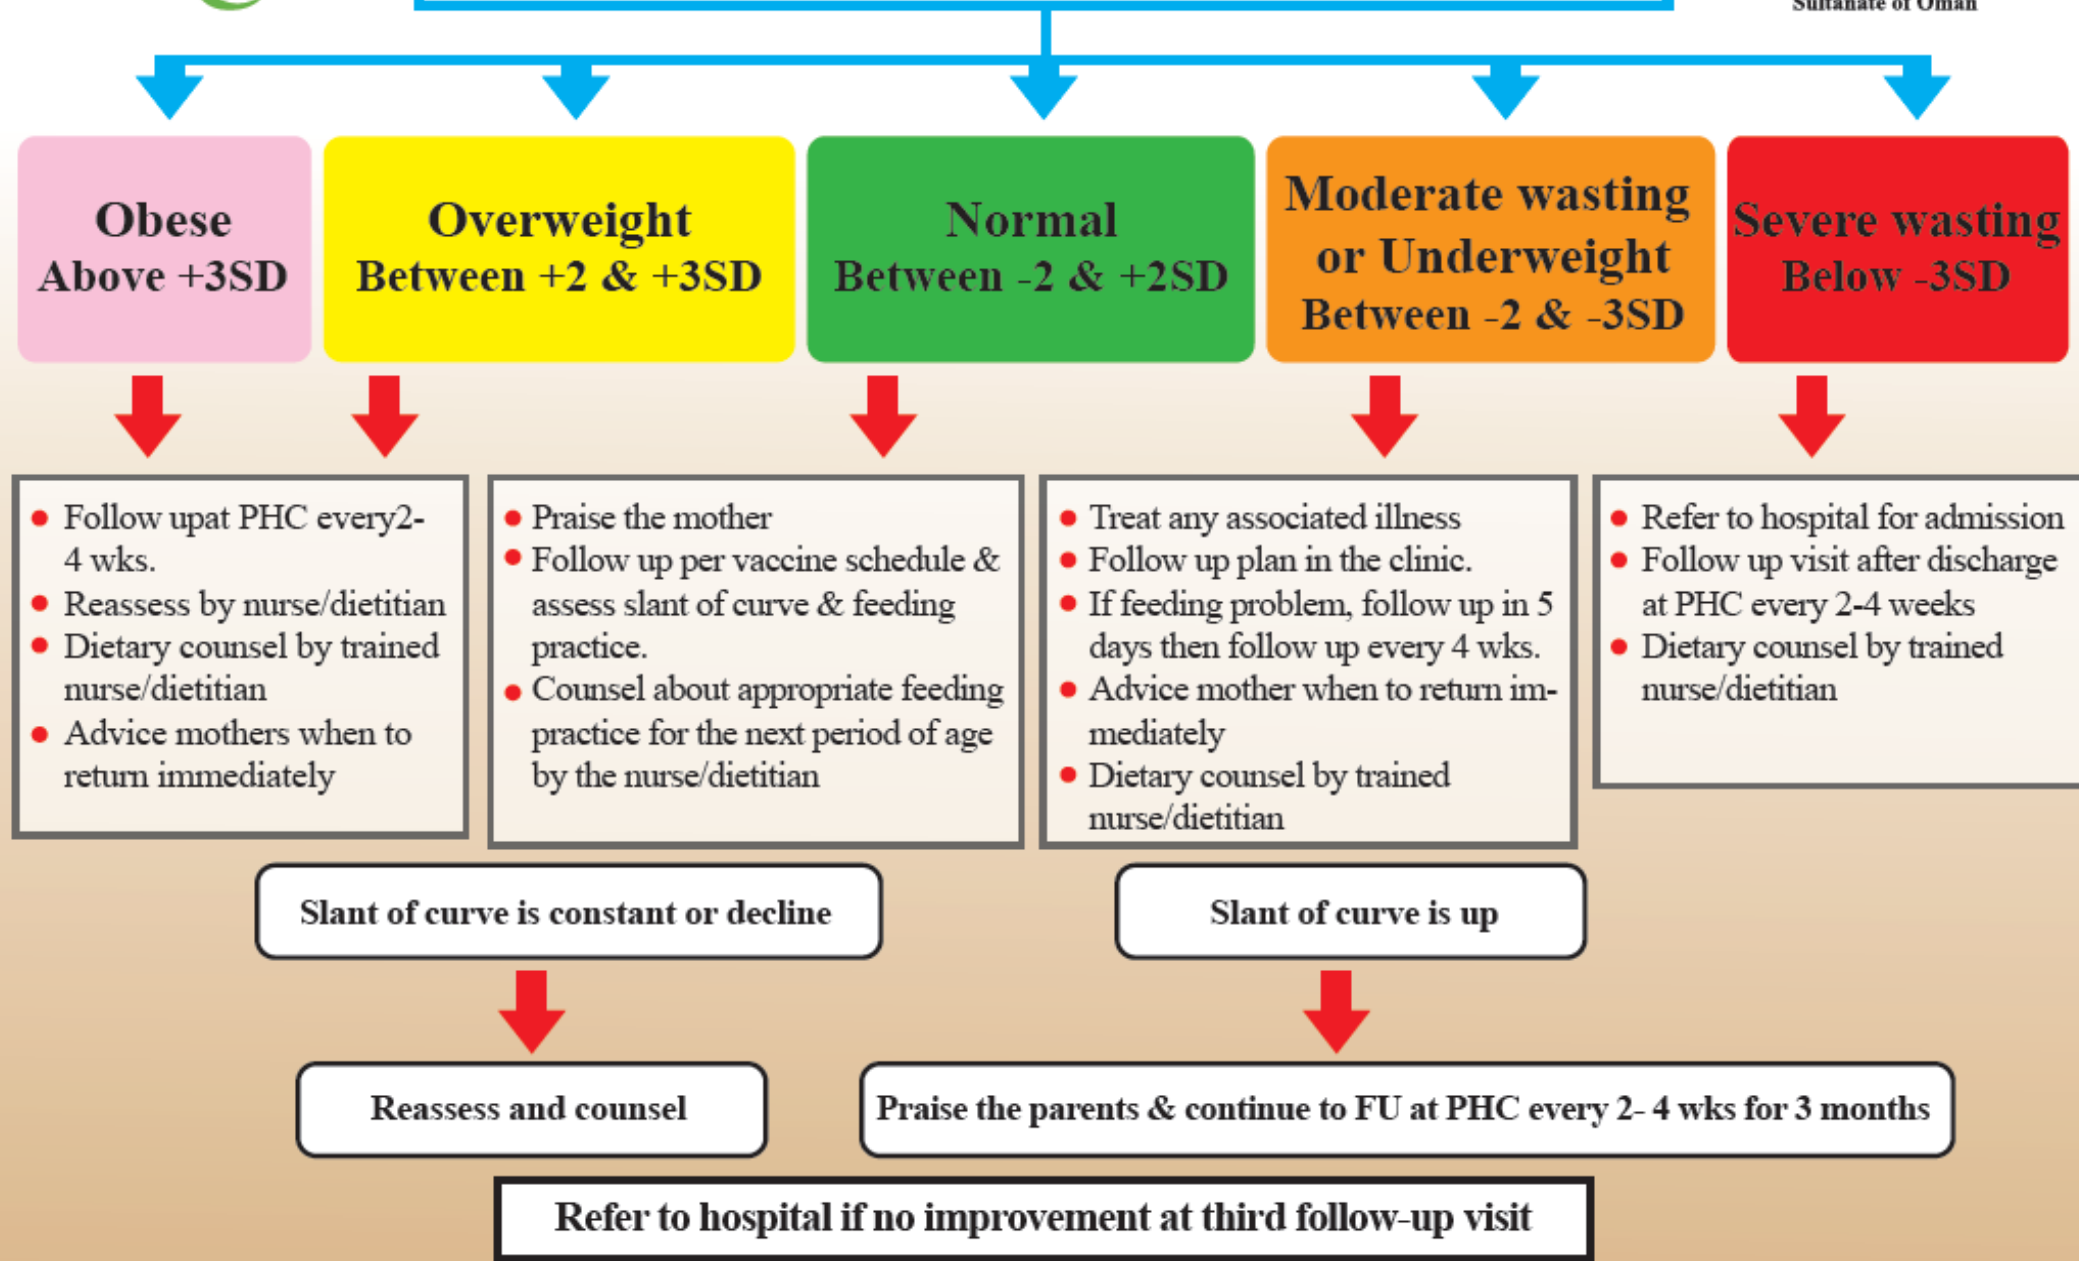 Sultanate of Oman
Obese
Above +3SD
Overweight
Between +2 & +3SD
Normal
Between -2 & +2SD
Moderate wasting
or Underweight
Between -2 & -3SD
Severe wasting
Below -3SD
Follow upat PHC every2-
4 wks.
Reassess by nurse/dietitian
Dietary counsel by trained
nurse/dietitian
Advice mothers when to
return immediately
Praise the mother
Follow up per vaccine schedule &
assess slant of curve & feeding
practice.
Counsel about appropriate feeding
practice for the next period of age
by the nurse/dietitian
Treat any associated illness
Follow up plan in the clinic.
If feeding problem, follow up in 5
days then follow up every 4 wks.
Advice mother when to return im-
mediately
Dietary counsel by trained
nurse/dietitian
Refer to hospital for admission
Follow up visit after discharge
at PHC every 2-4 weeks
Dietary counsel by trained
nurse/dietitian
Slant of curve is constant or decline
Slant of curve is up
Reassess and counsel
Praise the parents & continue to FU at PHC every 2- 4 wks for 3 months
Refer to hospital if no improvement at third follow-up visit